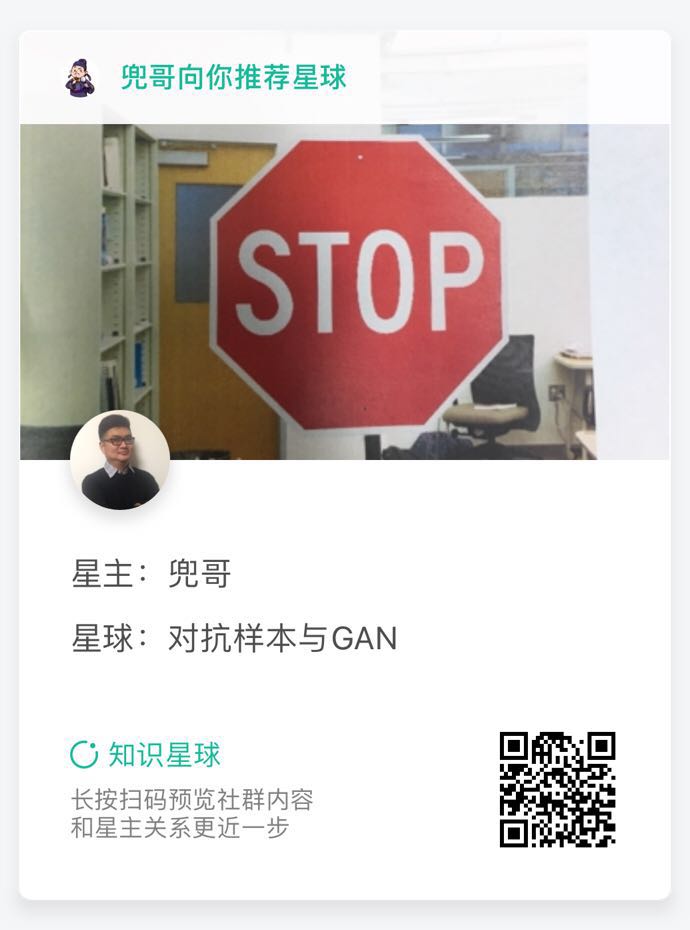 兜哥向你推荐星球
STOP
星主：兜哥
星球：对抗样本与GAN
知识星球
长按扫码预览社群内容
和星主关系更近一步